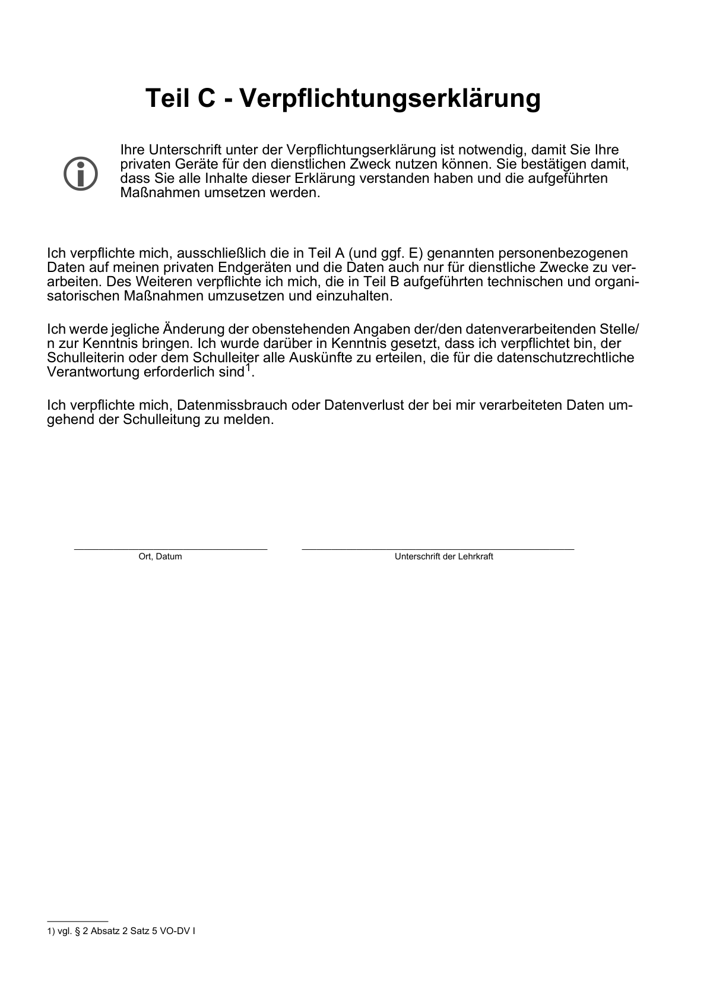 Teil C - Verpflichtungserklärung
Ihre Unterschrift unter der Verpflichtungserklärung ist notwendig, damit Sie Ihre
privaten Geräte für den dienstlichen Zweck nutzen können. Sie bestätigen damit,
dass Sie alle Inhalte dieser Erklärung verstanden haben und die aufgeführten
Maßnahmen umsetzen werden.
Ich verpflichte mich, ausschließlich die in Teil A (und ggf. E) genannten personenbezogenen
Daten auf meinen privaten Endgeräten und die Daten auch nur für dienstliche Zwecke zu ver-
arbeiten. Des Weiteren verpflichte ich mich, die in Teil B aufgeführten technischen und organi-
satorischen Maßnahmen umzusetzen und einzuhalten.
Ich werde jegliche Änderung der obenstehenden Angaben der/den datenverarbeitenden Stelle/
n zur Kenntnis bringen. Ich wurde darüber in Kenntnis gesetzt, dass ich verpflichtet bin, der
Schulleiterin oder dem Schulleiter alle Auskünfte zu erteilen, die für die datenschutzrechtliche
Verantwortung erforderlich sind1.
Ich verpflichte mich, Datenmissbrauch oder Datenverlust der bei mir verarbeiteten Daten um-
gehend der Schulleitung zu melden.
Ort, Datum
Unterschrift der Lehrkraft
1) vgl. § 2 Absatz 2 Satz 5 VO-DV I